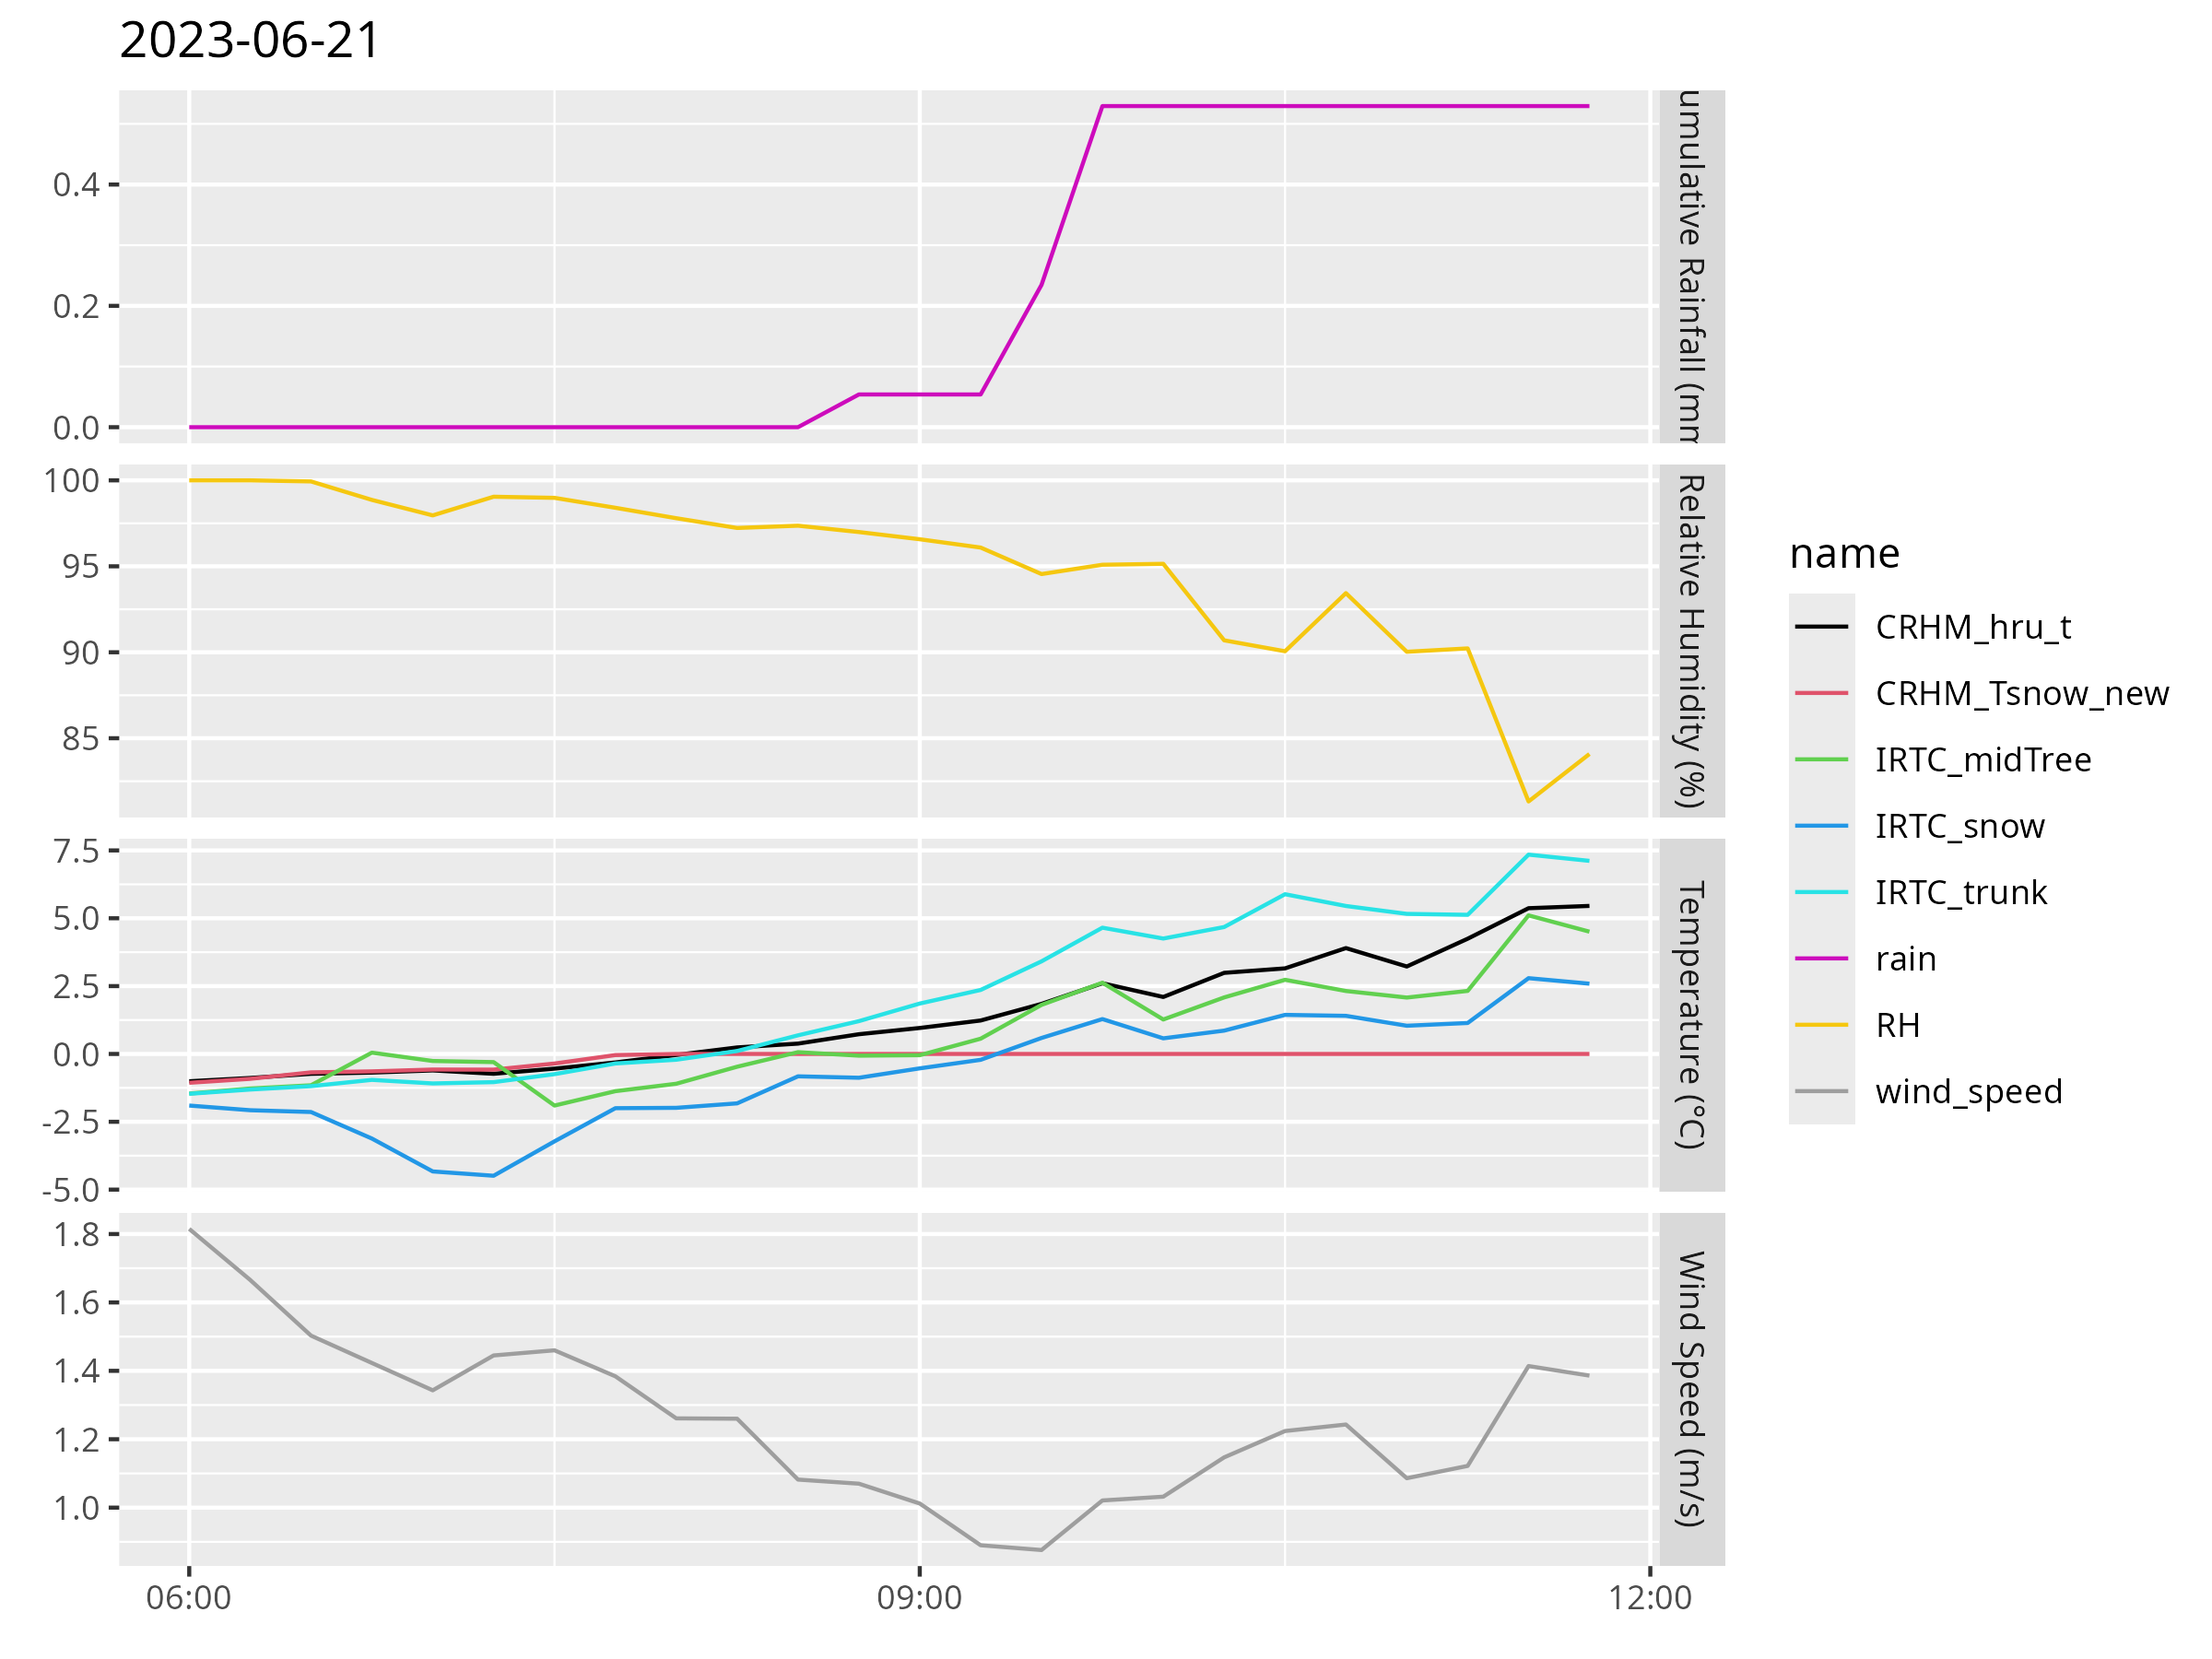 2023-06-21
0.4
0.2
0.0
umulative Rainfall (mm
100
95
90
85
Relative Humidity (%)
7.5
5.0
2.5
0.0
-2.5
-5.0
Temperature (°C)
1.8
1.6
1.4
1.2
1.0
Wind Speed (m/s)
06:00 09:00 12:00
name
CRHM_hru_t
CRHM_Tsnow_new
IRTC_midTree
IRTC_snow
IRTC_trunk
rain
RH
wind_speed